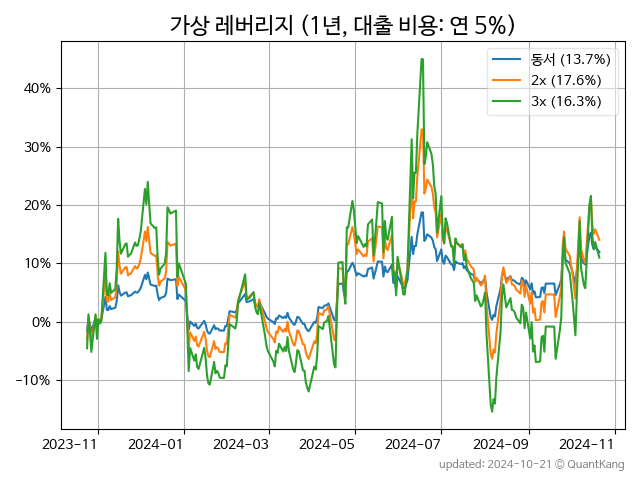 가상 레버리지 (1년, 대출 비용: 연 5%)
동서 (13.7%)
2x (17.6%)
3x (16.3%)
40%
30%
20%
10%
0%
−10%
2023-11
2024-01
2024-03
2024-05
2024-07
2024-09
2024-11
updated: 2024-10-21 © QuantKang